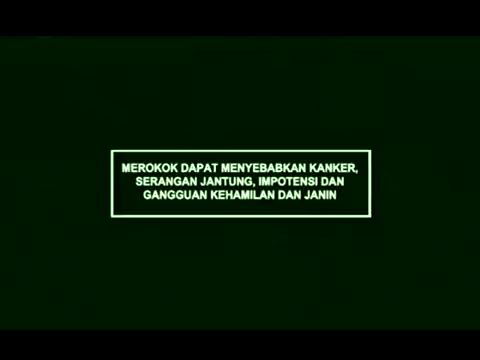 MEROKOK DAPAT MENYEBABKAN KANKER,
SERANGAN JANTUNG, IMPOTENSI DAN
GANGGUAN KEHAMILAN DAN JANIN